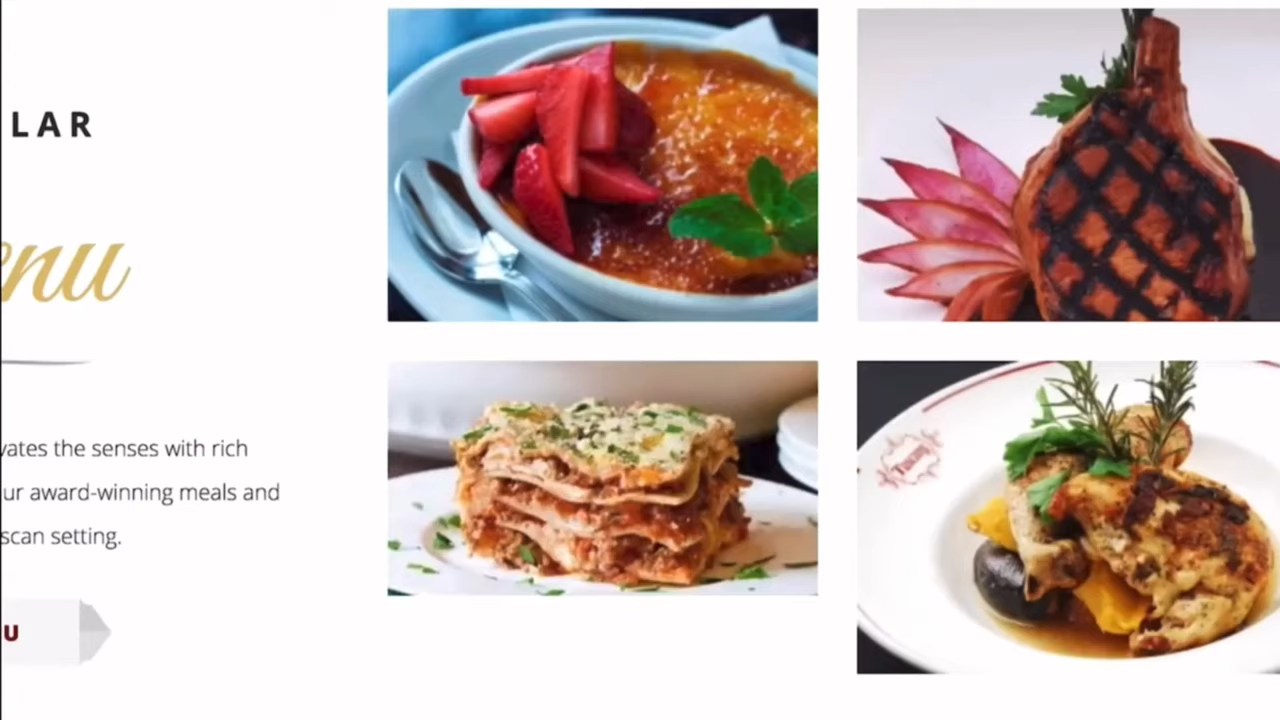 LAR
enu
vates the senses with rich
ur award-winning meals and
scan setting.
U